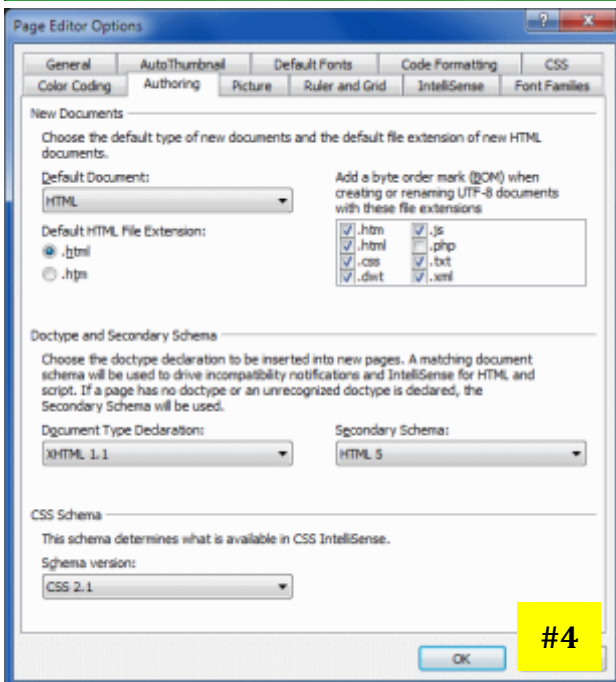 Page Editor Options
General AutoThumbnail Default Fonts Code Formatting CSS
Color Coding Authoring Picture Ruler and Grid IntelliSense Font Families
New Documents
Choose the default type of new documents and the default file extension of new HTML
documents.
Default Document:
HTML
Default HTML File Extension:
.html
.htm
Add a byte order mark (BOM) when
creating or renaming UTF-8 documents
with these file extensions
.htm .js
.html .php
.css .txt
.dwt .xml
Doctype and Secondary Schema
Choose the doctype declaration to be inserted into new pages. A matching document
schema will be used to drive incompatibility notifications and IntelliSense for HTML and
script. If a page has no doctype or an unrecognized doctype is declared, the
Secondary Schema will be used.
Document Type Declaration: Secondary Schema:
XHTML 1.1 HTML 5
CSS Schema
This schema determines what is available in CSS IntelliSense.
Schema version:
CSS 2.1
OK
#4